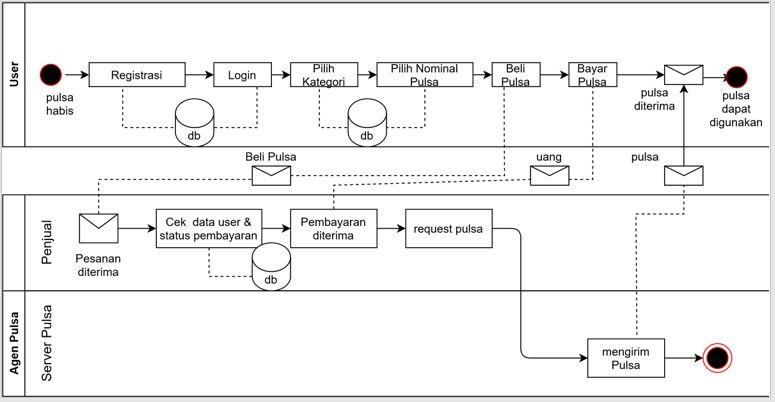 User
Registrasi
Login
Pilih
Kategori
Pilih Nominal
Pulsa
Beli
Pulsa
Bayar
Pulsa
pulsa
habis
db
db
pulsa
diterima
pulsa
dapat
digunakan
Beli Pulsa
uang
pulsa
Agen Pulsa
Penjual
Pesanan
diterima
Cek data user &
status pembayaran
Pembayaran
diterima
request pulsa
db
Server Pulsa
mengirim
Pulsa